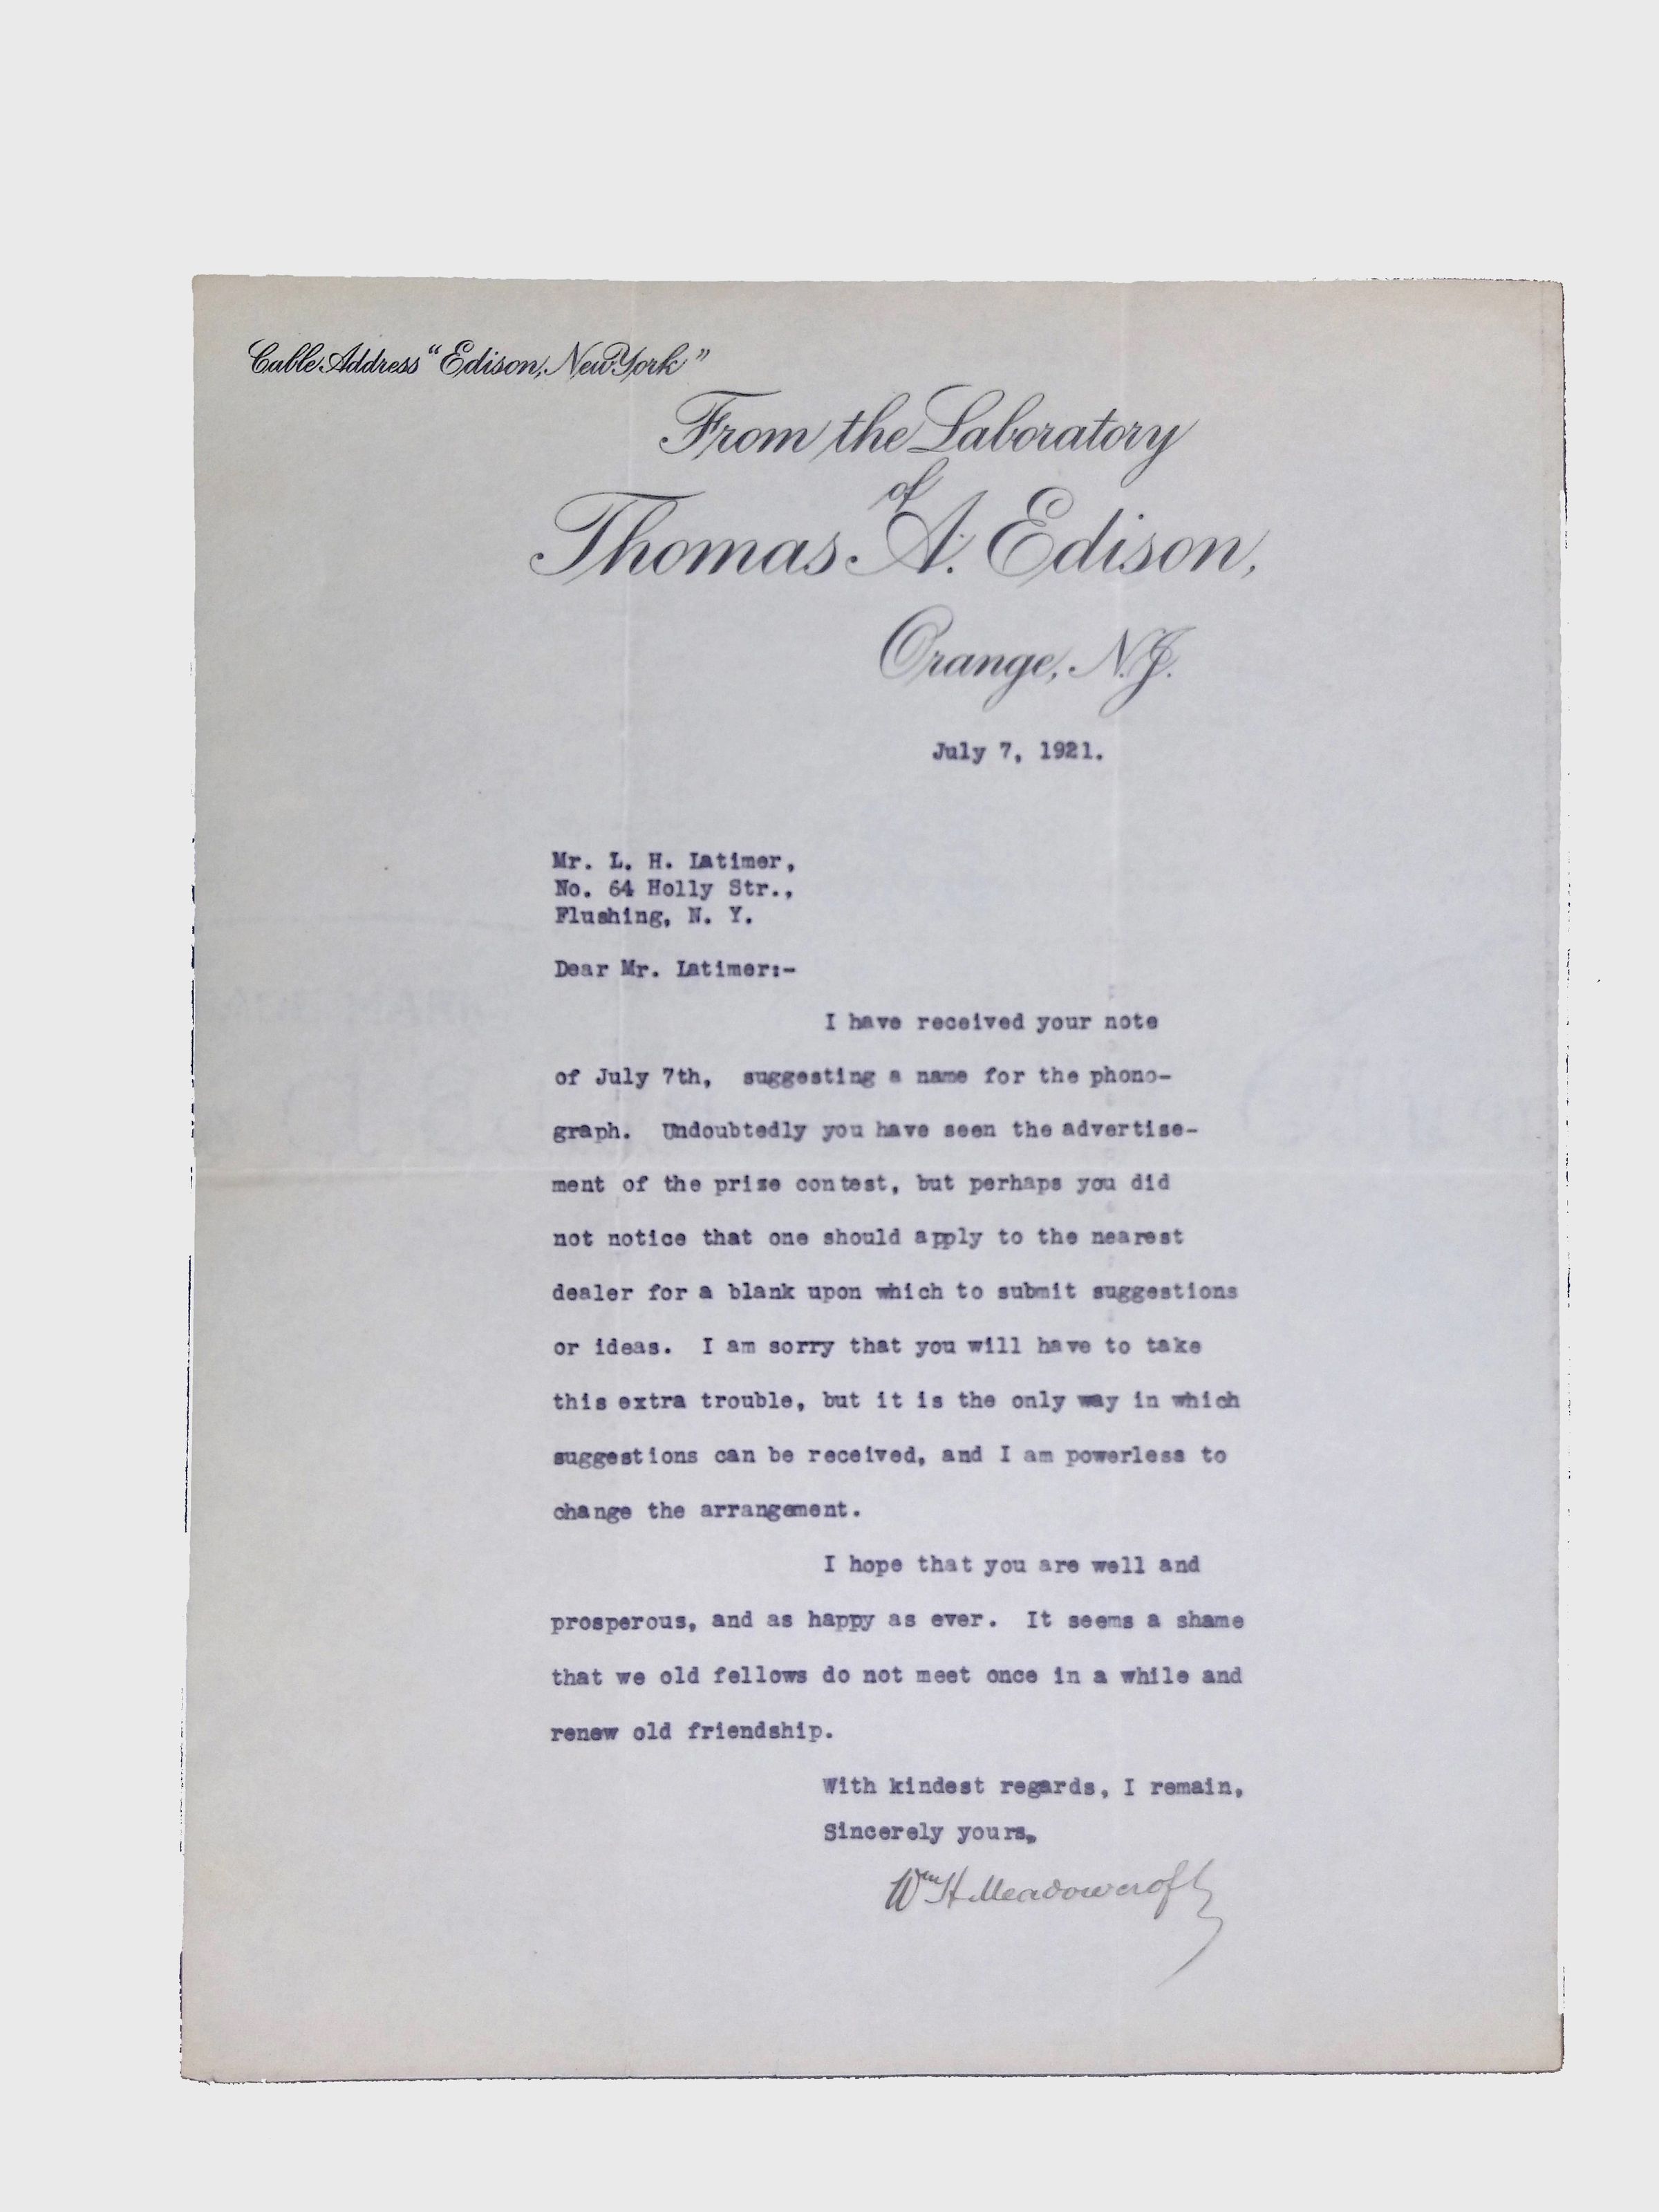 Cable Address "Edison, New York"
From the Laboratory
of
Thomas A. Edison,
Orange, N.J.
July 7, 1921.
Mr. L. H. Latimer,
No. 64 Holly Str.,
Flushing, N. Y.
Dear Mr. Latimer:-
I have received your note
of July 7th, suggesting a name for the phono-
graph. Undoubtedly you have seen the advertise-
ment of the prize contest, but perhaps you did
not notice that one should apply to the nearest
dealer for a blank upon which to submit suggestions
or ideas. I am sorry that you will have to take
this extra trouble, but it is the only way in which
suggestions can be received, and I am powerless to
change the arrangement.
I hope that you are well and
prosperous, and as happy as ever. It seems a shame
that we old fellows do not meet once in a while and
renew old friendship.
With kindest regards, I remain,
Sincerely yours,
Wm H Meadowcroft